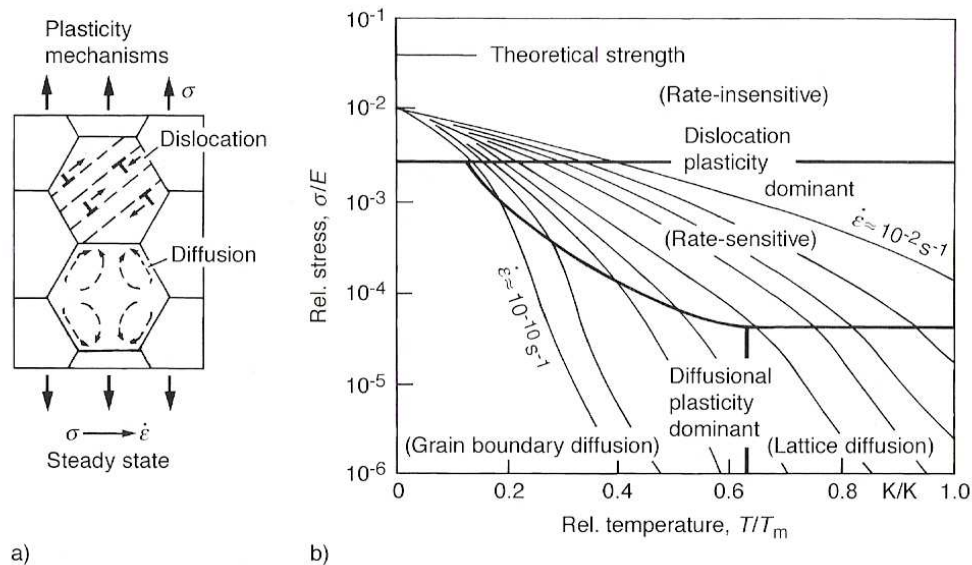 Plasticity
mechanisms
σ
Dislocation
Diffusion
σ → ε̇
Steady state
a)
Rel. stress, σ/E
10⁻¹
10⁻²
10⁻³
10⁻⁴
10⁻⁵
10⁻⁶
Theoretical strength
(Rate-insensitive)
Dislocation
plasticity
dominant
(Rate-sensitive)
ε̇ ≈ 10⁻² s⁻¹
ε̇ ≈ 10⁻¹⁰ s⁻¹
Diffusional
plasticity
dominant
(Grain boundary diffusion)
(Lattice diffusion)
0 0.2 0.4 0.6 0.8 K/K 1.0
Rel. temperature, T/Tₘ
b)